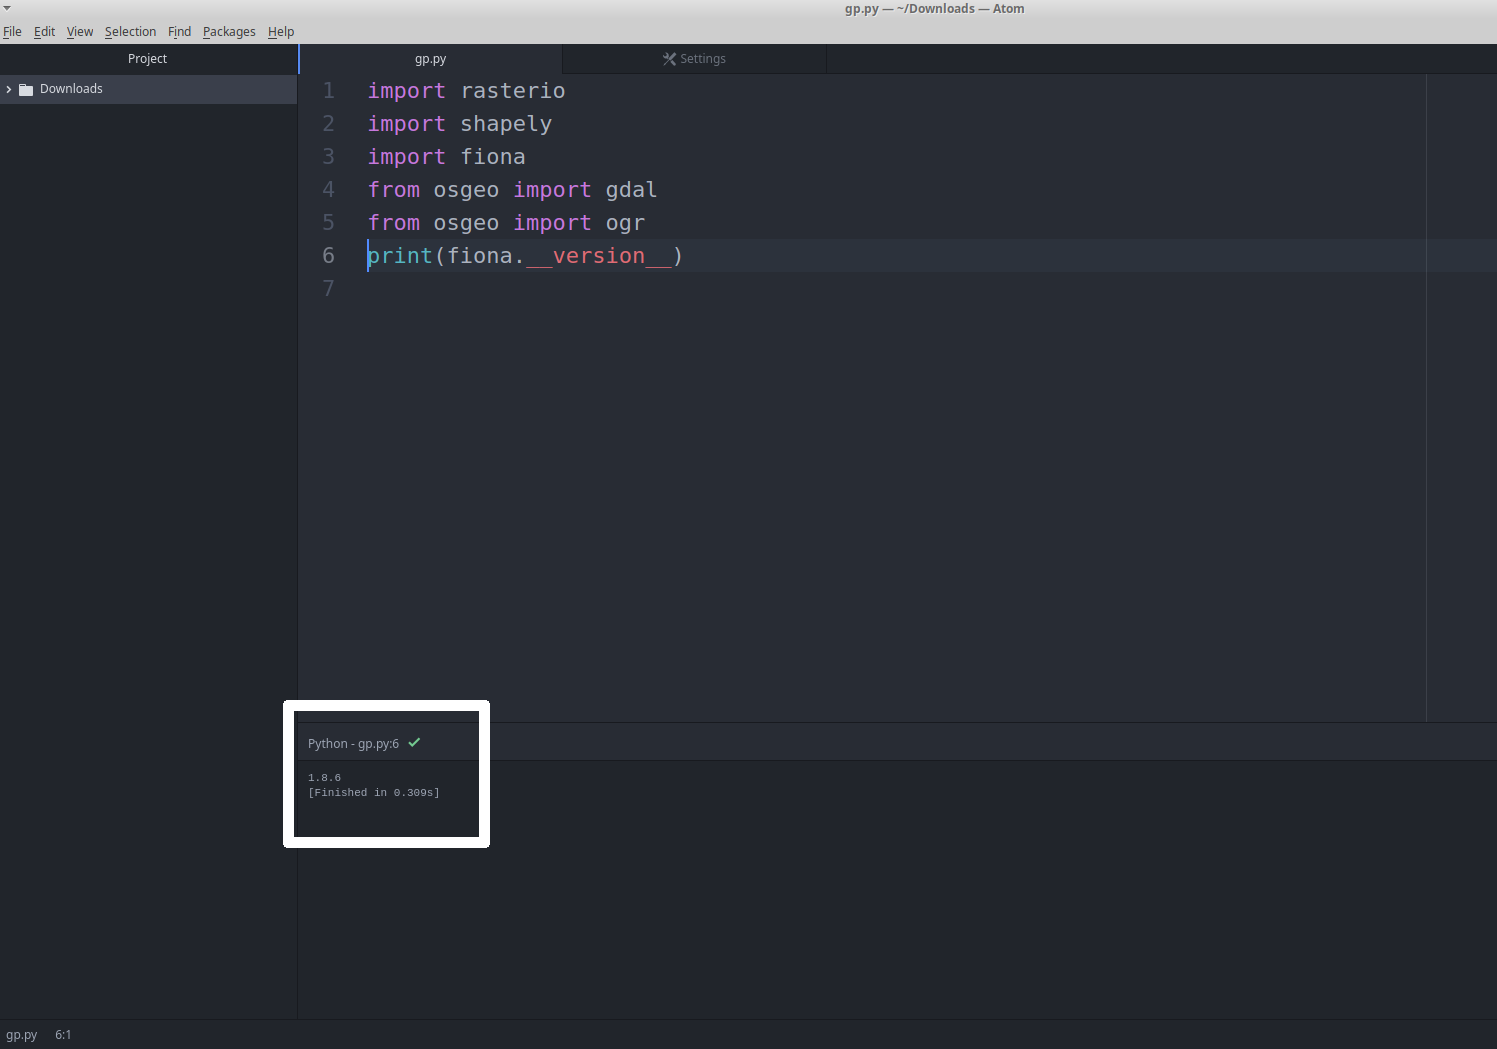 gp.py — ~/Downloads — Atom
File Edit View Selection Find Packages Help
Project
gp.py
Settings
Downloads
1 import rasterio
2 import shapely
3 import fiona
4 from osgeo import gdal
5 from osgeo import ogr
6 print(fiona.__version__)
7
Python - gp.py:6
1.8.6
[Finished in 0.309s]
gp.py 6:1